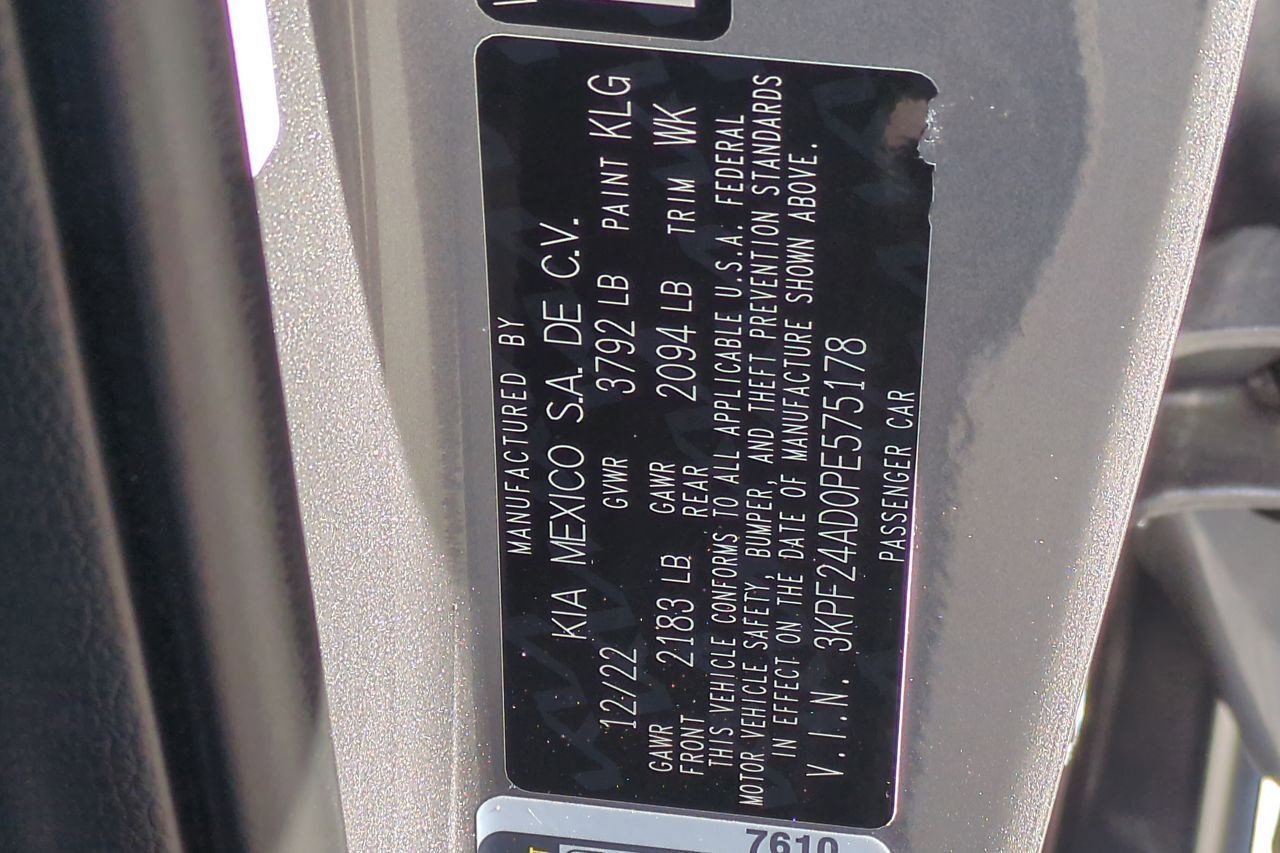 MANUFACTURED BY
KIA MEXICO S.A. DE C.V.
12/22 GVWR 3792 LB PAINT KLG
GAWR FRONT 2183 LB GAWR REAR 2094 LB TRIM WK
THIS VEHICLE CONFORMS TO ALL APPLICABLE U.S.A. FEDERAL
MOTOR VEHICLE SAFETY, BUMPER, AND THEFT PREVENTION STANDARDS
IN EFFECT ON THE DATE OF MANUFACTURE SHOWN ABOVE.
V.I.N. 3KPF24AD0PE575178
PASSENGER CAR
7610